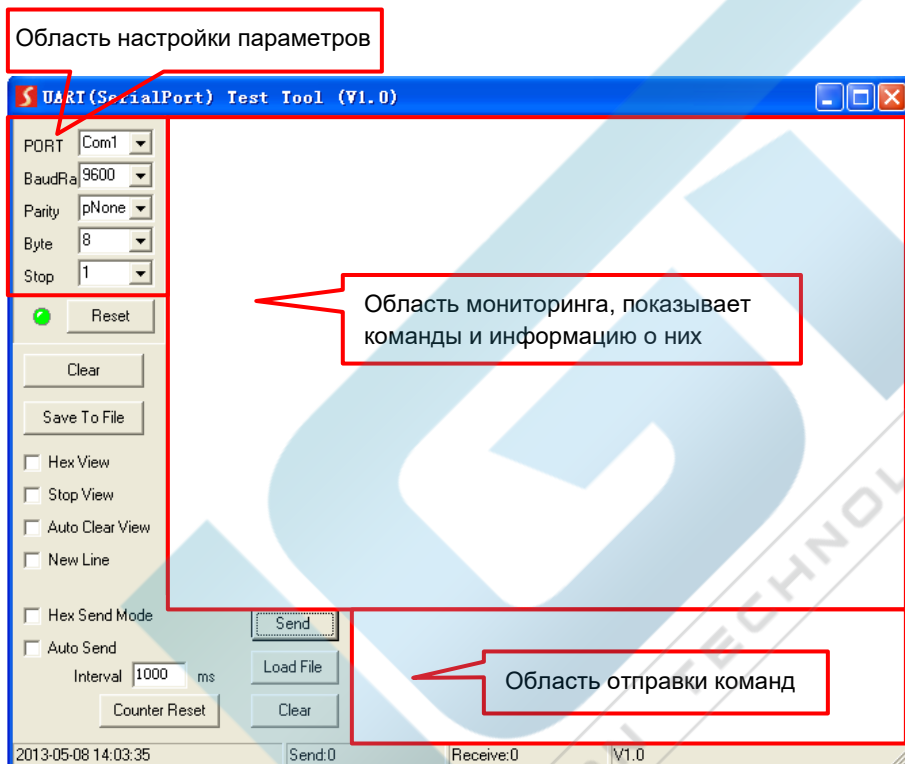 Область настройки параметров
UART(SerialPort) Test Tool (V1.0)
PORT Com1
BaudRa 9600
Parity pNone
Byte 8
Stop 1
Reset
Область мониторинга, показывает
команды и информацию о них
Clear
Save To File
Hex View
Stop View
Auto Clear View
New Line
Hex Send Mode
Send
Auto Send
Interval 1000 ms
Load File
Область отправки команд
Counter Reset
Clear
2013-05-08 14:03:35 Send:0 Receive:0 V1.0